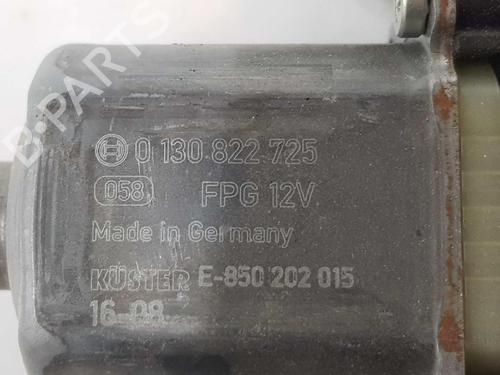 0 130 822 725
058 FPG 12V
Made in Germany
KÜSTER E-850 202 015
16-08
B-PARTS